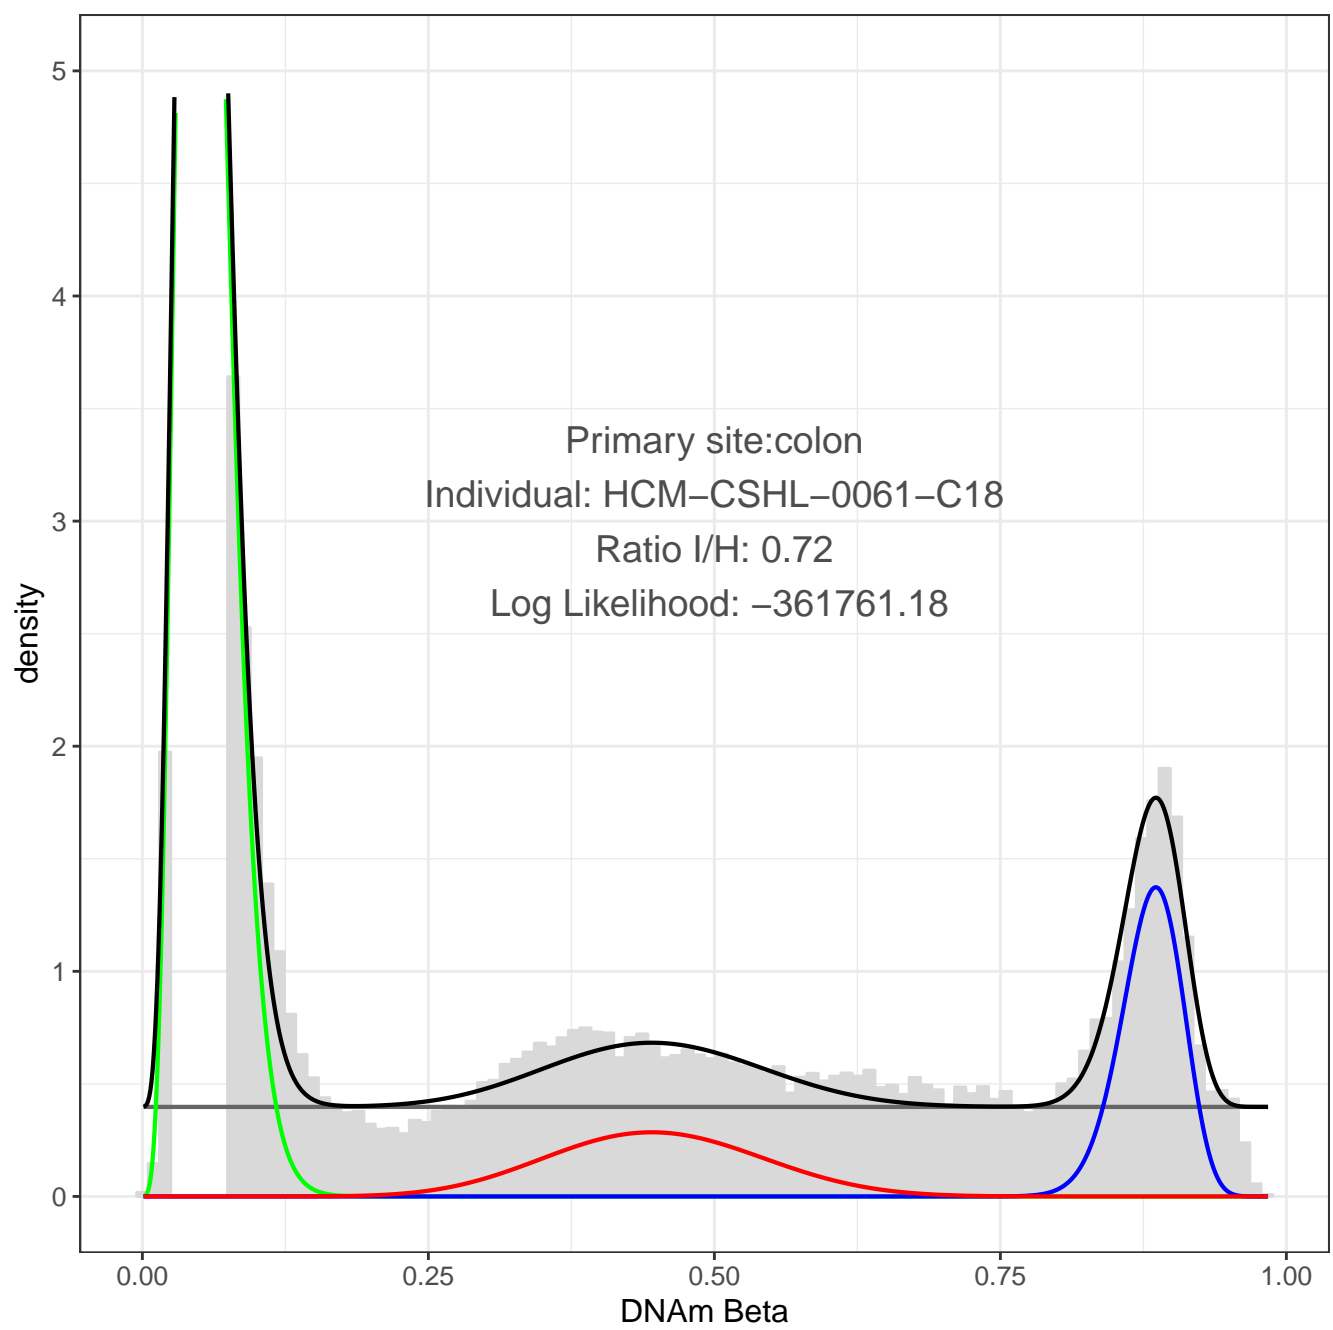 5
4
3
2
1
0
density
Primary site:colon
Individual: HCM−CSHL−0061−C18
Ratio I/H: 0.72
Log Likelihood: −361761.18
0.00 0.25 0.50 0.75 1.00
DNAm Beta